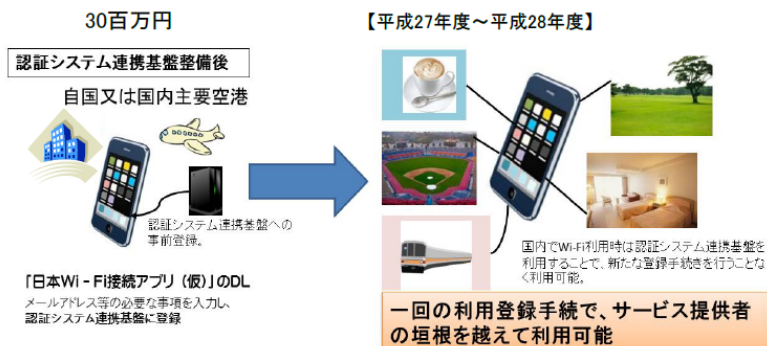 30百万円
【平成27年度～平成28年度】
認証システム連携基盤整備後
自国又は国内主要空港
認証システム連携基盤への
事前登録。
「日本Wi‐Fi接続アプリ（仮）」のDL
メールアドレス等の必要な事項を入力し、
認証システム連携基盤に登録
国内でWi-Fi利用時は認証システム連携基盤を
利用することで、新たな登録手続きを行うことな
く利用可能。
一回の利用登録手続で、サービス提供者
の垣根を越えて利用可能